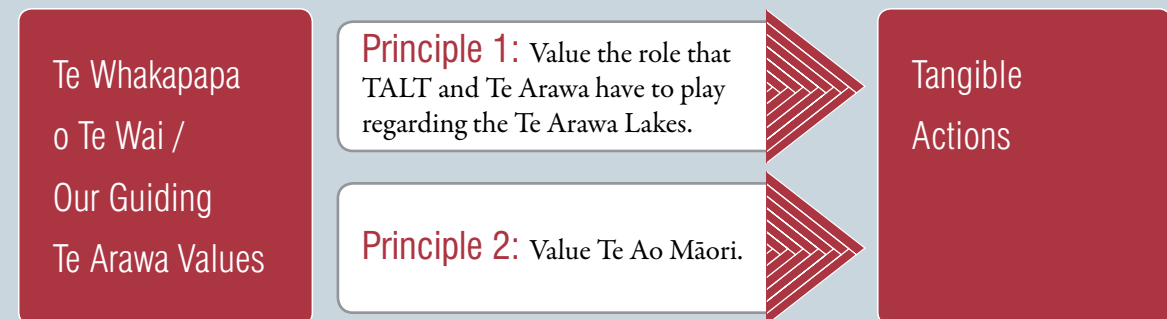 Te Whakapapa
o Te Wai /
Our Guiding
Te Arawa Values
Principle 1: Value the role that
TALT and Te Arawa have to play
regarding the Te Arawa Lakes.
Principle 2: Value Te Ao Māori.
Tangible
Actions